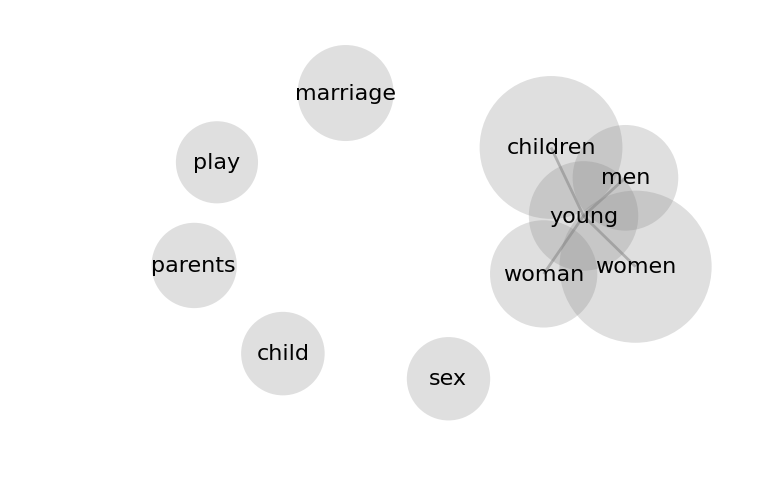 marriage
children
play
men
young
parents
woman
women
child
sex